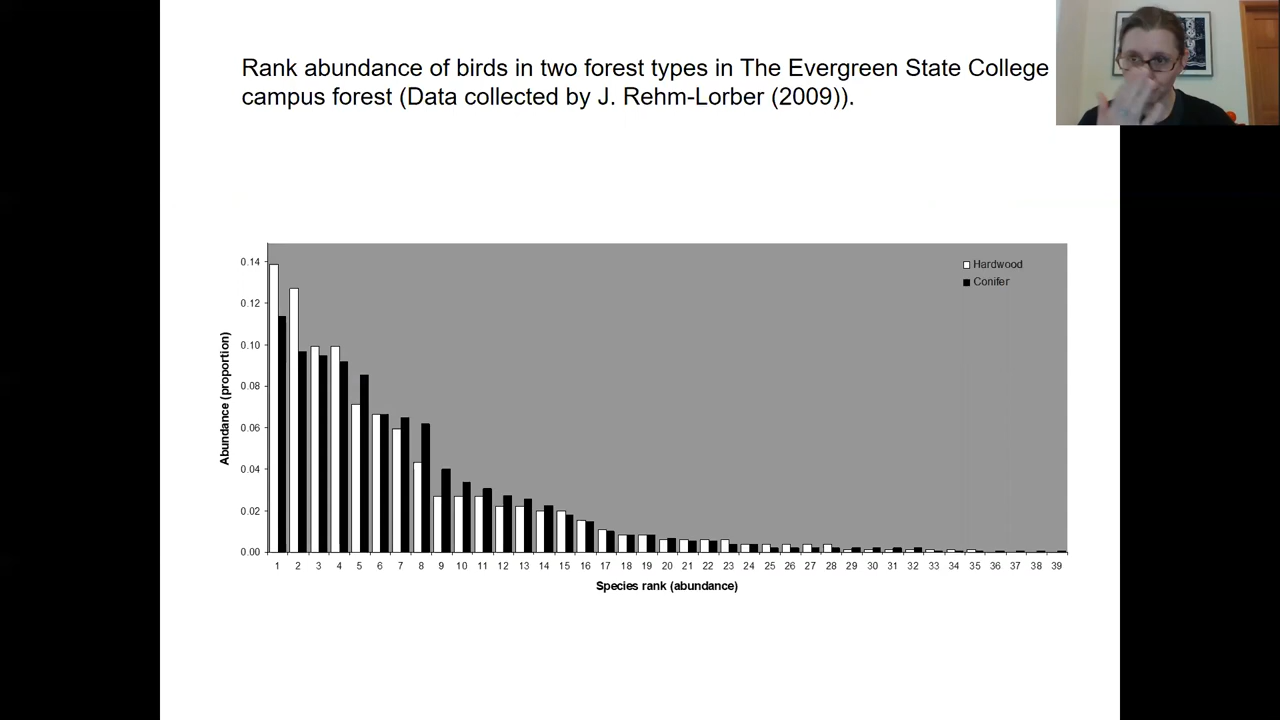 Rank abundance of birds in two forest types in The Evergreen State College
campus forest (Data collected by J. Rehm-Lorber (2009)).
0.14
0.12
0.10
0.08
0.06
0.04
0.02
0.00
Abundance (proportion)
Hardwood
Conifer
1 2 3 4 5 6 7 8 9 10 11 12 13 14 15 16 17 18 19 20 21 22 23 24 25 26 27 28 29 30 31 32 33 34 35 36 37 38 39
Species rank (abundance)